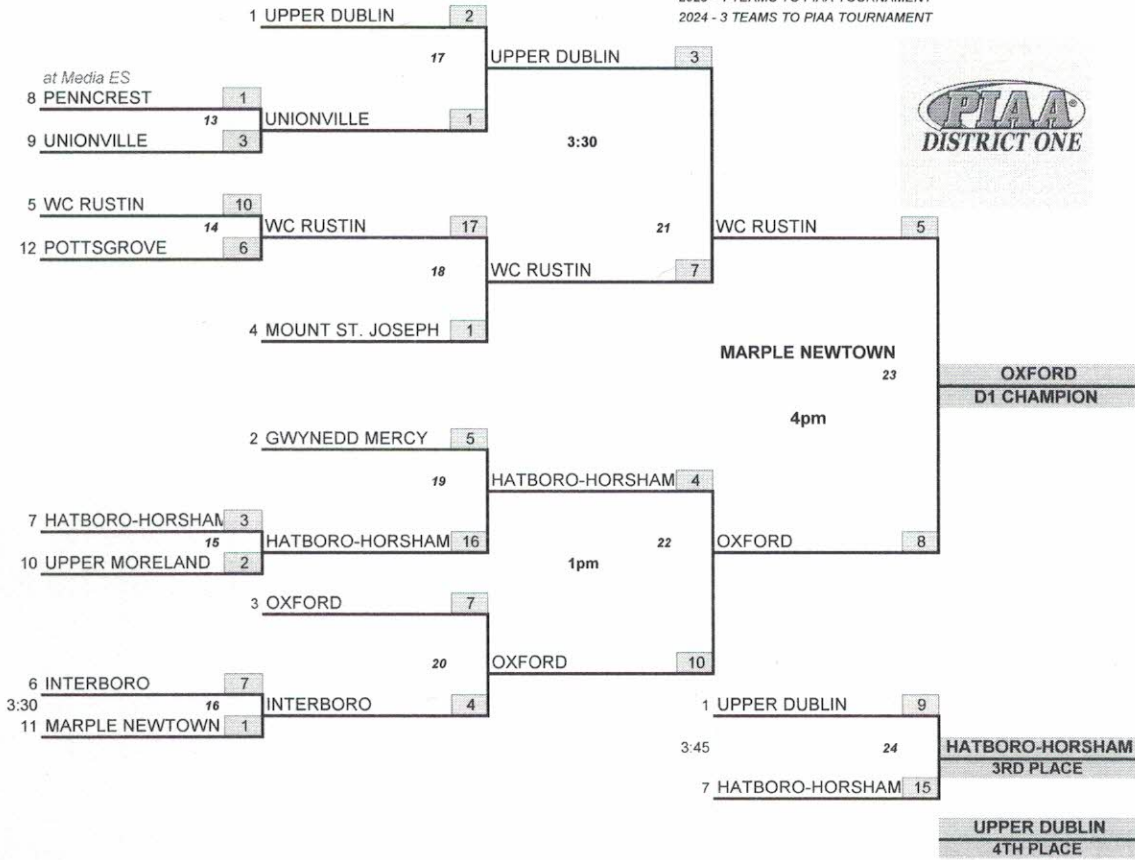 2024 - 3 TEAMS TO PIAA TOURNAMENT
1 UPPER DUBLIN 2
17
UPPER DUBLIN 3
at Media ES
8 PENNCREST 1
13
UNIONVILLE 1
9 UNIONVILLE 3
3:30
PIAA
DISTRICT ONE
5 WC RUSTIN 10
14
WC RUSTIN 17
12 POTTSGROVE 6
21
WC RUSTIN 5
18
WC RUSTIN 7
4 MOUNT ST. JOSEPH 1
MARPLE NEWTOWN
23
OXFORD
D1 CHAMPION
4pm
2 GWYNEDD MERCY 5
19
HATBORO-HORSHAM 4
7 HATBORO-HORSHAM 3
15
HATBORO-HORSHAM 16
10 UPPER MORELAND 2
22
OXFORD 8
1pm
3 OXFORD 7
20
OXFORD 10
6 INTERBORO 7
3:30
16
INTERBORO 4
11 MARPLE NEWTOWN 1
1 UPPER DUBLIN 9
3:45
24
HATBORO-HORSHAM
3RD PLACE
7 HATBORO-HORSHAM 15
UPPER DUBLIN
4TH PLACE